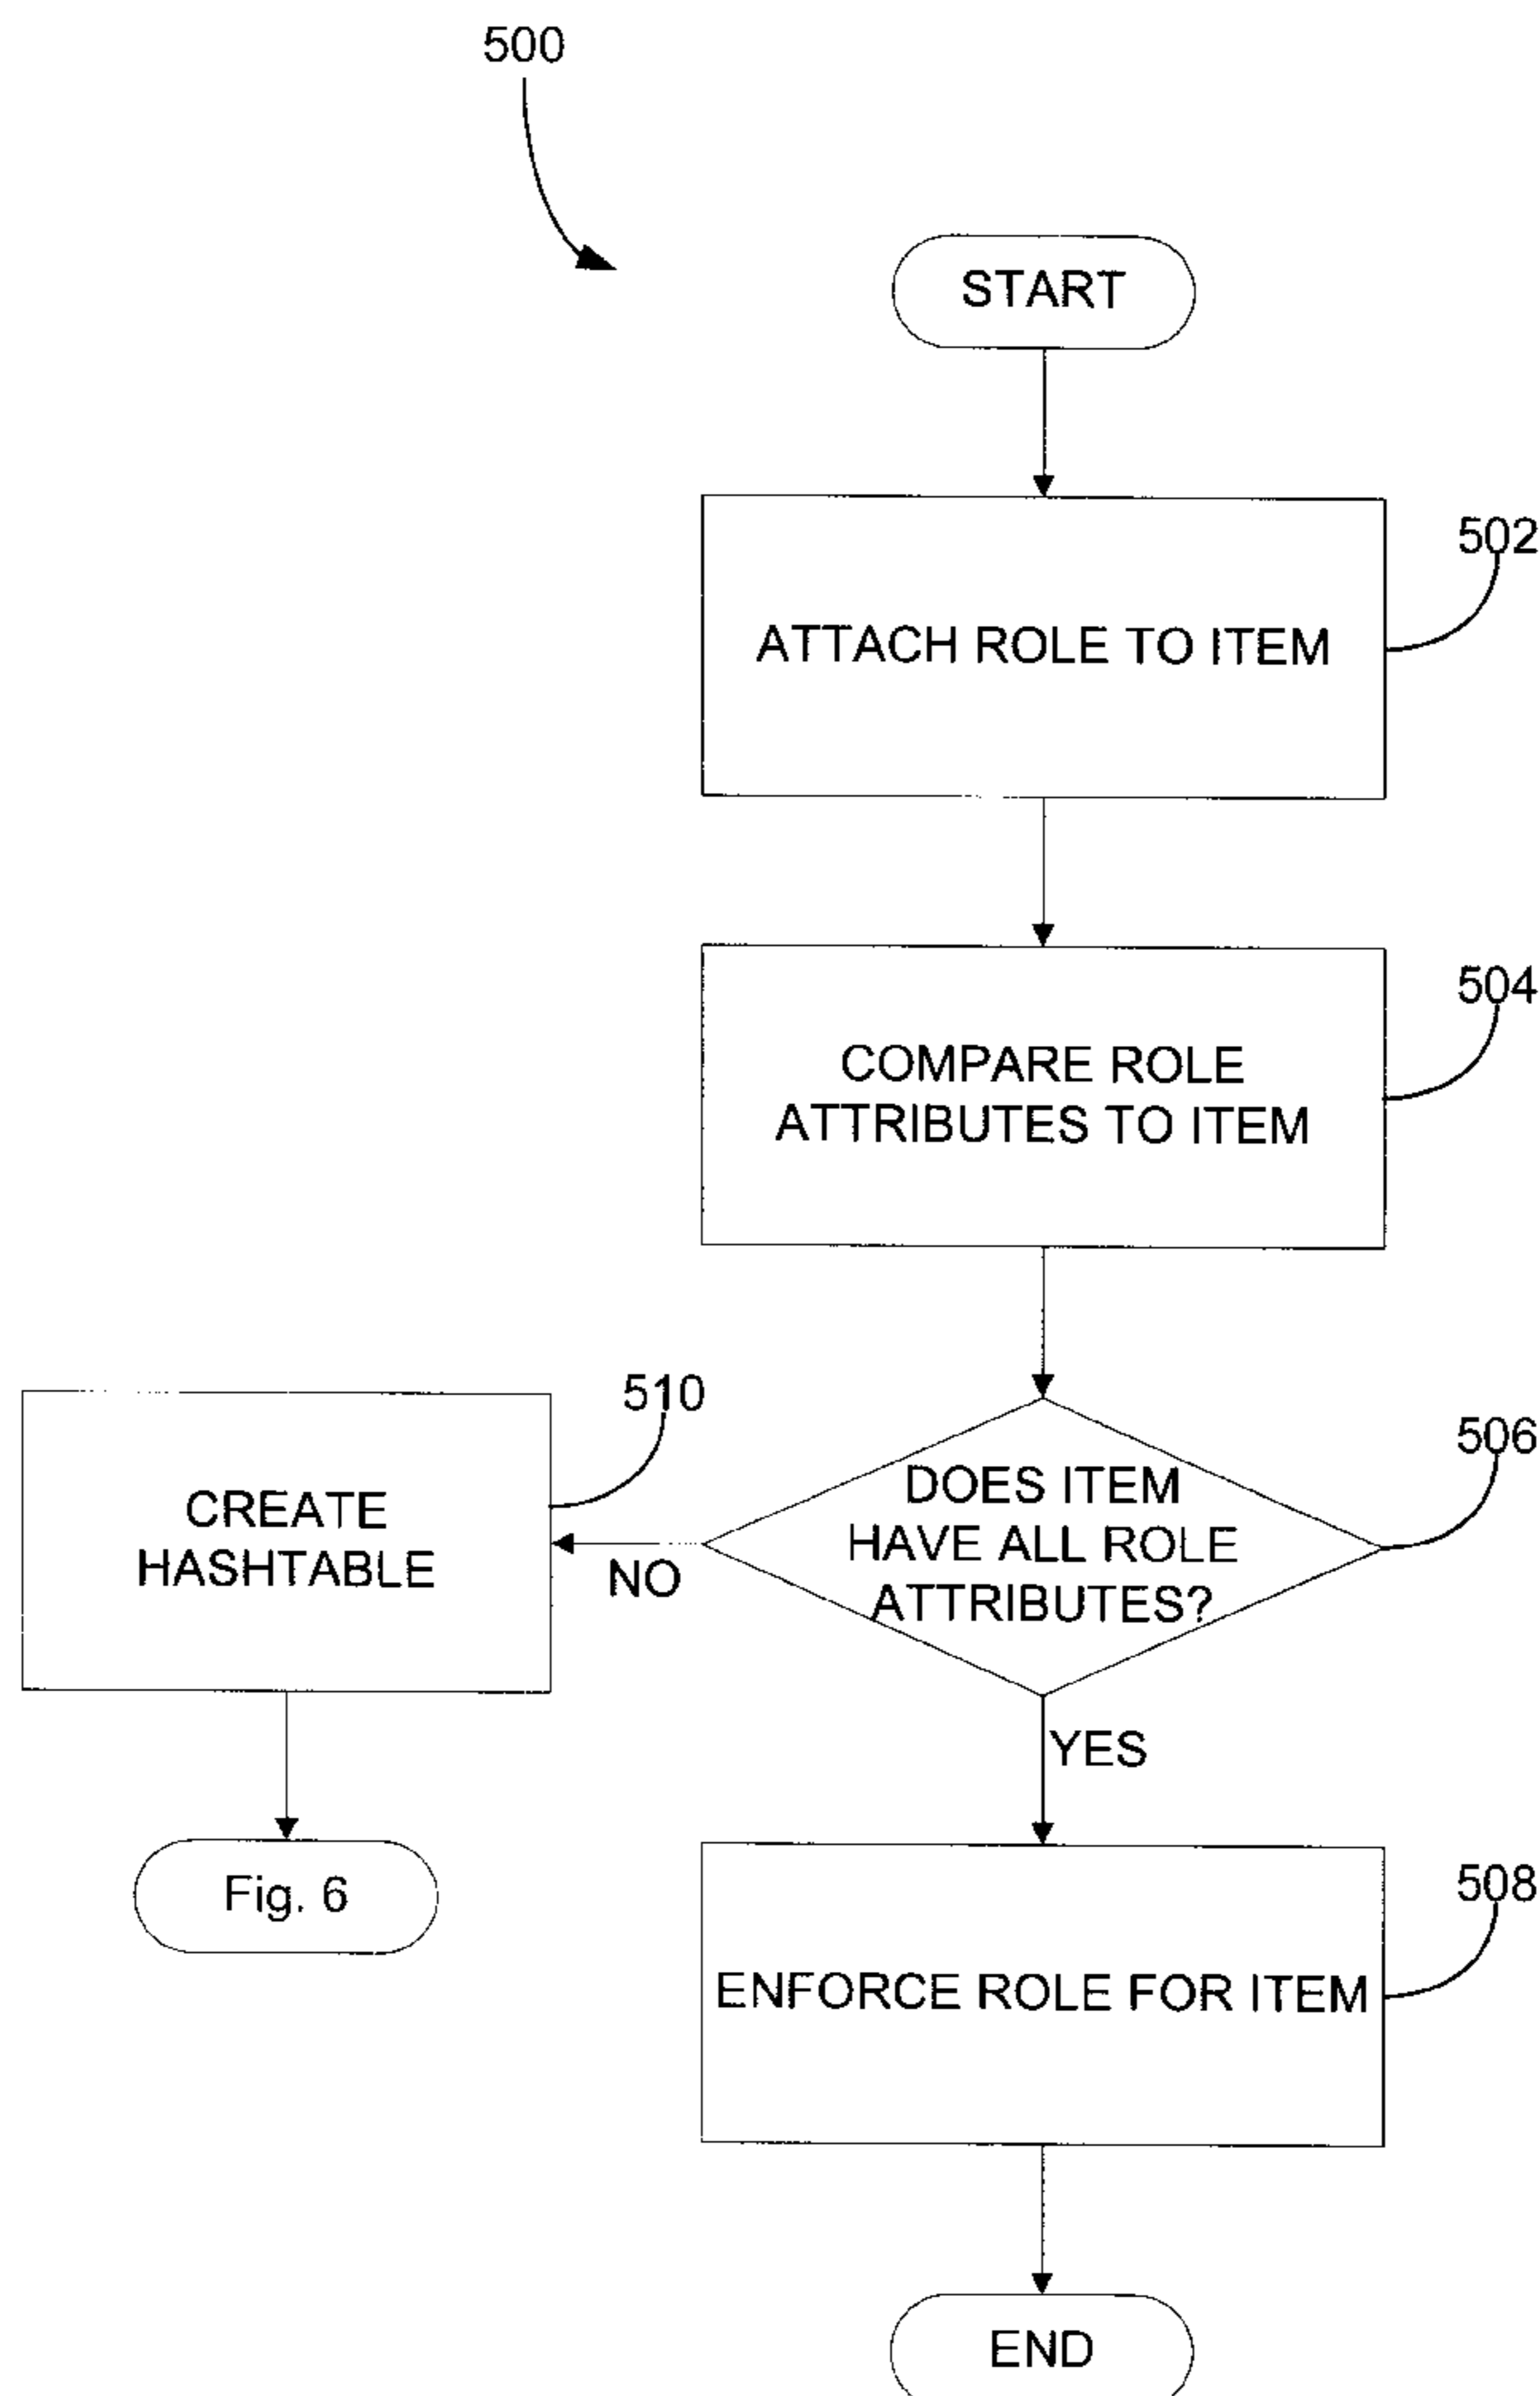 500
START
502
ATTACH ROLE TO ITEM
504
COMPARE ROLE
ATTRIBUTES TO ITEM
510
506
CREATE
HASHTABLE
NO
DOES ITEM
HAVE ALL ROLE
ATTRIBUTES?
YES
Fig. 6
508
ENFORCE ROLE FOR ITEM
END